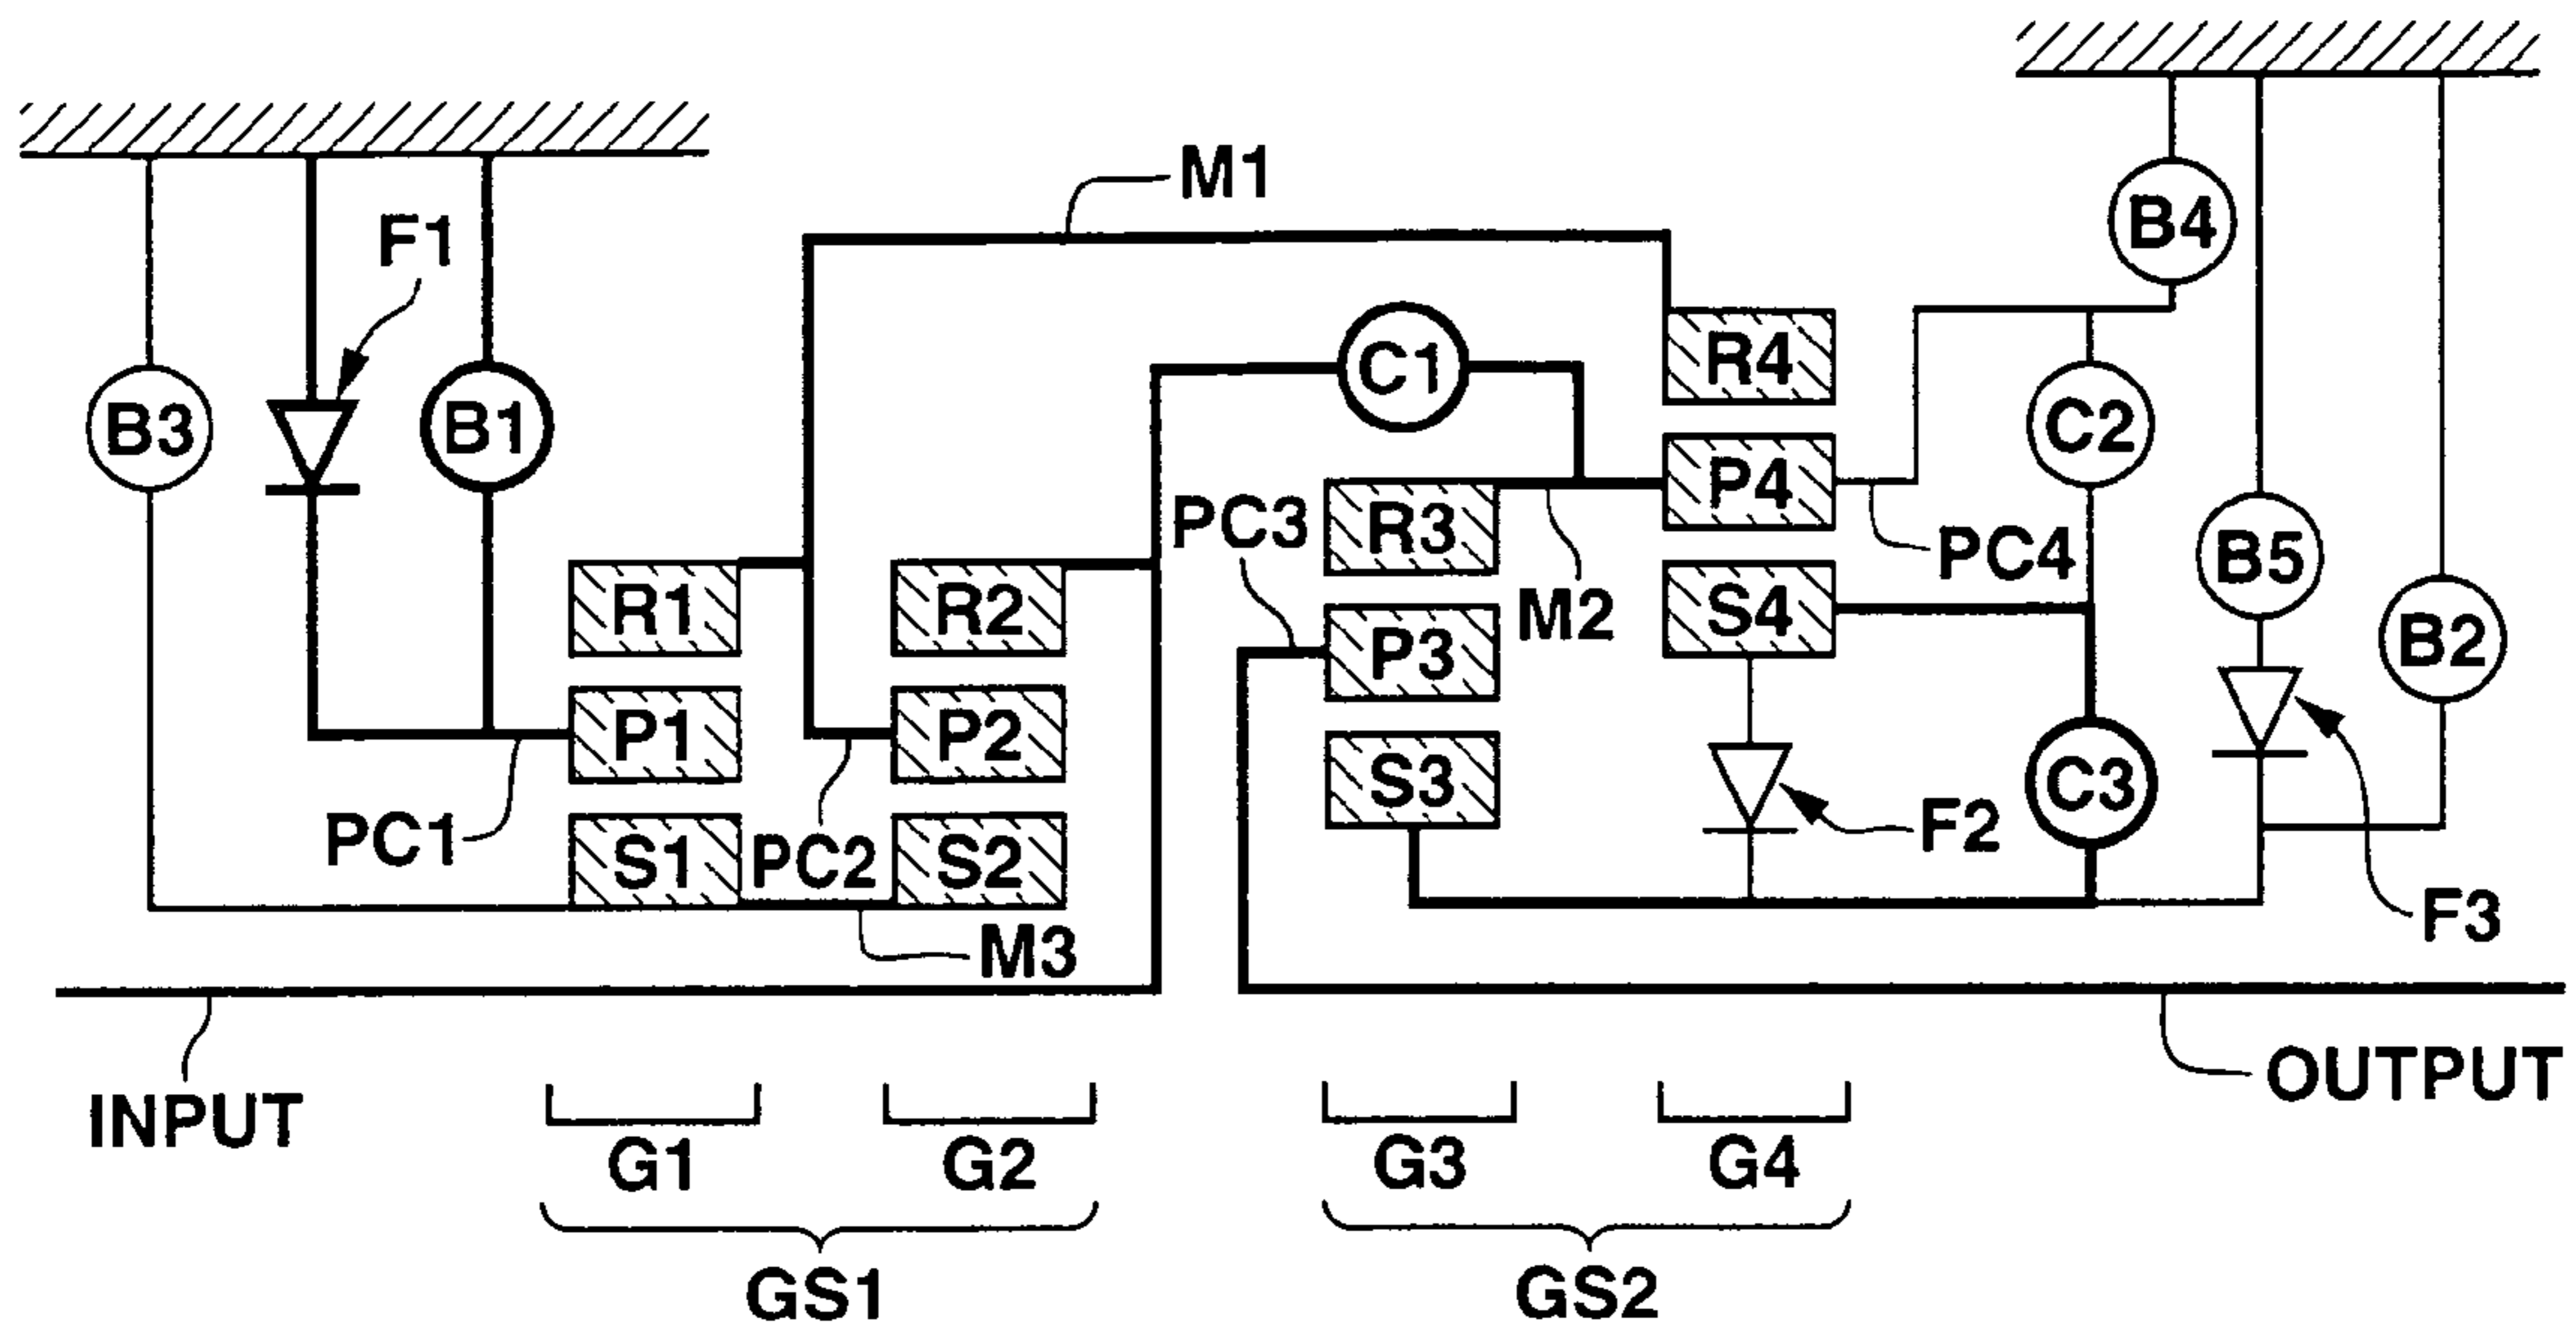 M1
B4
F1
C1
R4
B3
B1
C2
P4
PC3
R3
PC4
B5
R1
R2
M2
S4
P3
B2
P1
P2
S3
C3
PC1
F2
S1
PC2
S2
F3
M3
INPUT
OUTPUT
G1
G2
G3
G4
GS1
GS2